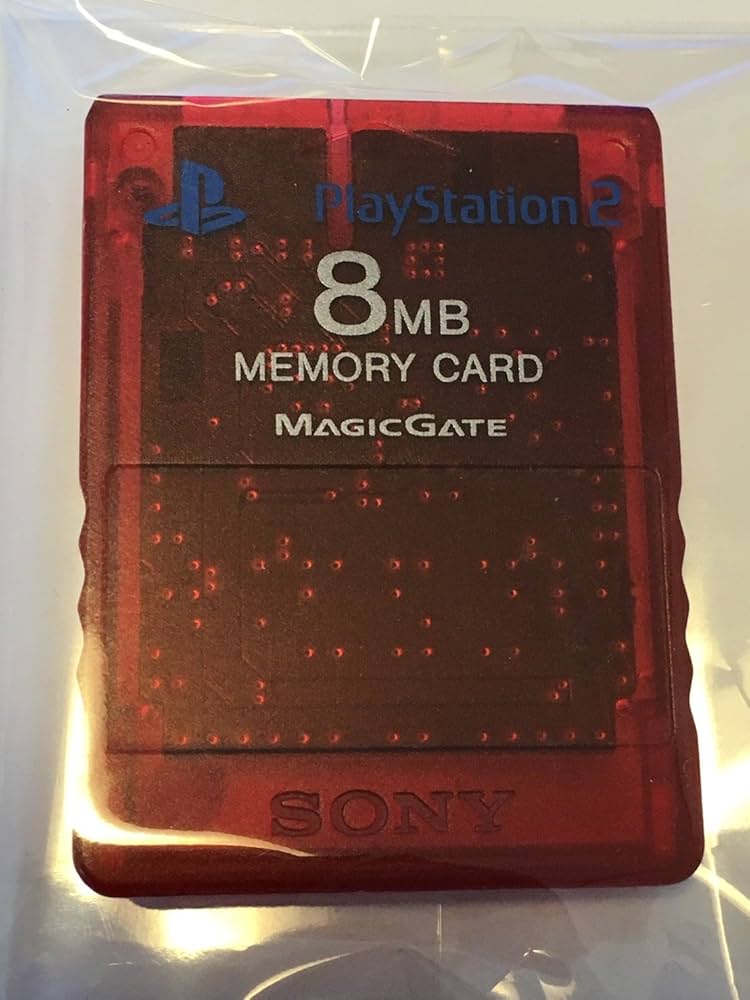 PlayStation 2
8MB
MEMORY CARD
MAGICGATE
SONY